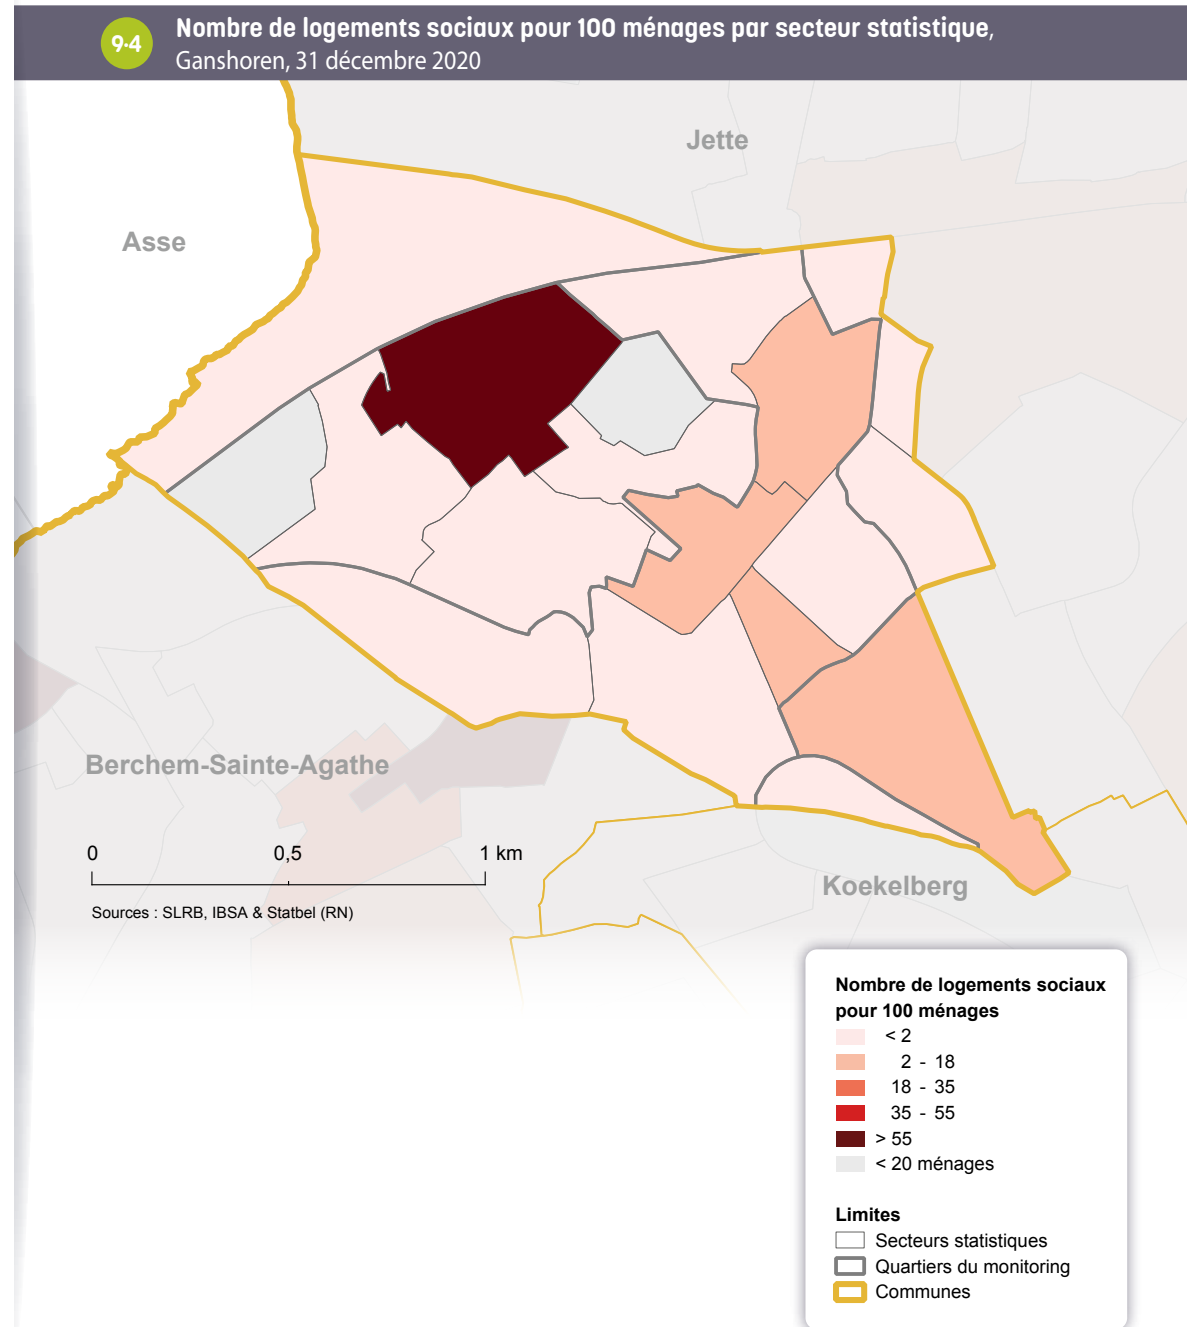 9·4
Nombre de logements sociaux pour 100 ménages par secteur statistique,
Ganshoren, 31 décembre 2020
Jette
Asse
Berchem-Sainte-Agathe
0 0,5 1 km
Koekelberg
Sources : SLRB, IBSA & Statbel (RN)
Nombre de logements sociaux
pour 100 ménages
< 2
2 - 18
18 - 35
35 - 55
> 55
< 20 ménages
Limites
Secteurs statistiques
Quartiers du monitoring
Communes